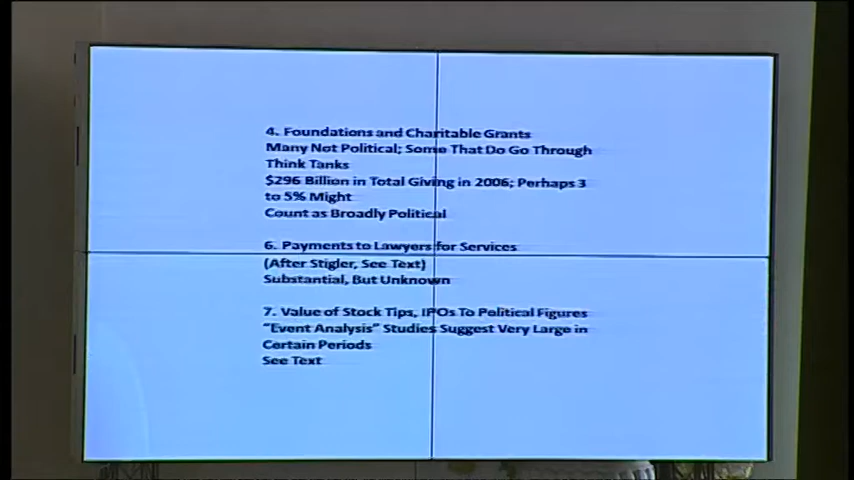 4. Foundations and Charitable Grants
Many Not Political; Some That Do Go Through
Think Tanks
$296 Billion in Total Giving in 2006; Perhaps 3
to 5% Might
Count as Broadly Political
6. Payments to Lawyers for Services
(After Stigler, See Text)
Substantial, But Unknown
7. Value of Stock Tips, IPOs To Political Figures
"Event Analysis" Studies Suggest Very Large in
Certain Periods
See Text